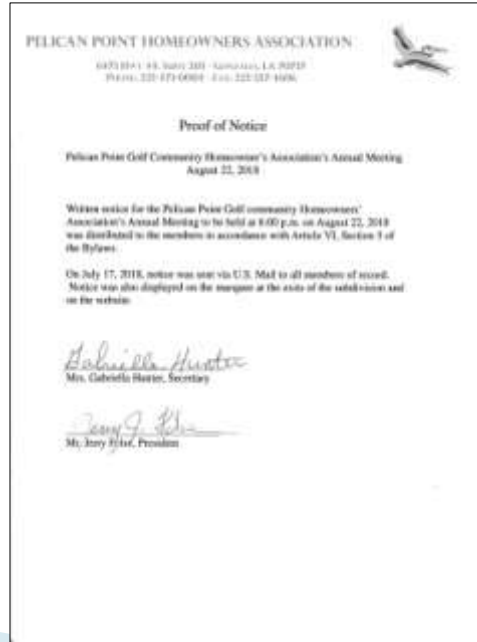 PELICAN POINT HOMEOWNERS ASSOCIATION
Proof of Notice
Pelican Point Golf Community Homeowner's Association's Annual Meeting
August 22, 2018
Written notice for the Pelican Point Golf community Homeowners'
Association's Annual Meeting to be held at 6:00 p.m. on August 22, 2018
was distributed to the members in accordance with Article VI, Section 5 of
the Bylaws.
On July 17, 2018, notice was sent via U.S. Mail to all members of record.
Notice was also displayed on the marquee at the exits of the subdivision and
on the website
Gabriella Hunter
Mrs. Gabriella Hunter, Secretary
Jerry J.
Mr. Jerry, President